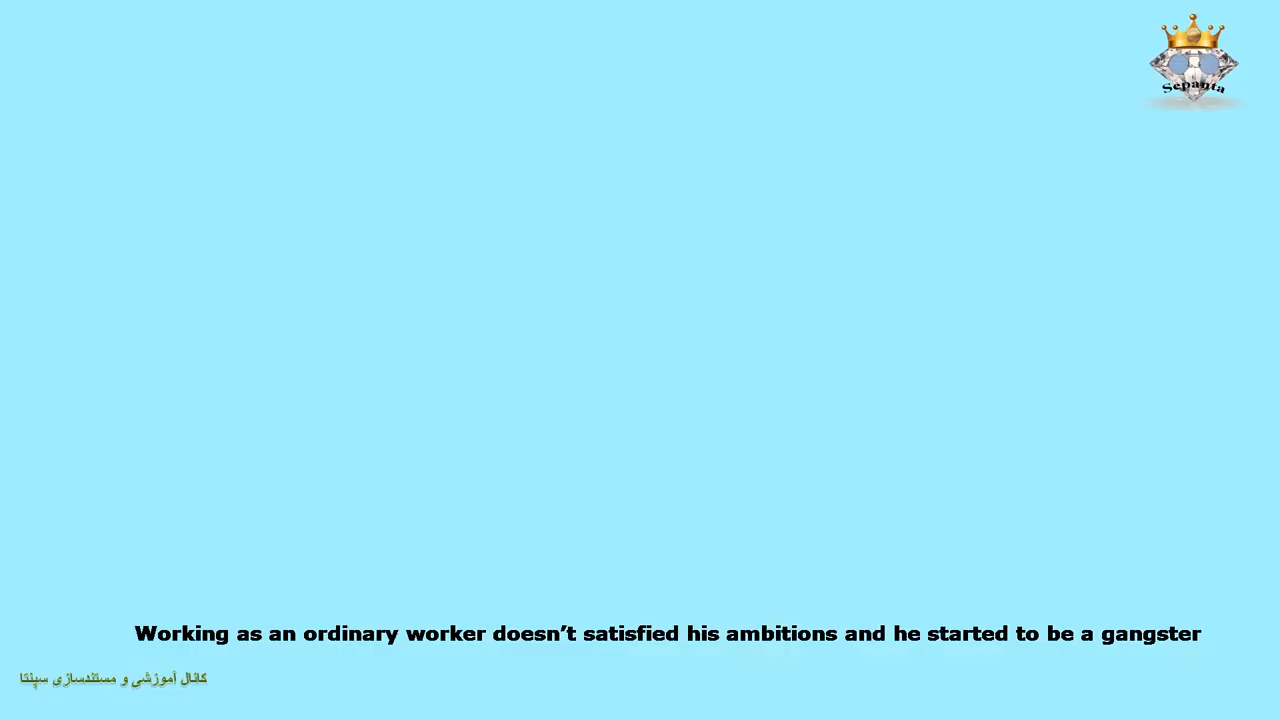 Sepanta
Working as an ordinary worker doesn’t satisfied his ambitions and he started to be a gangster
کانال آموزشی و مستندسازی سپنتا